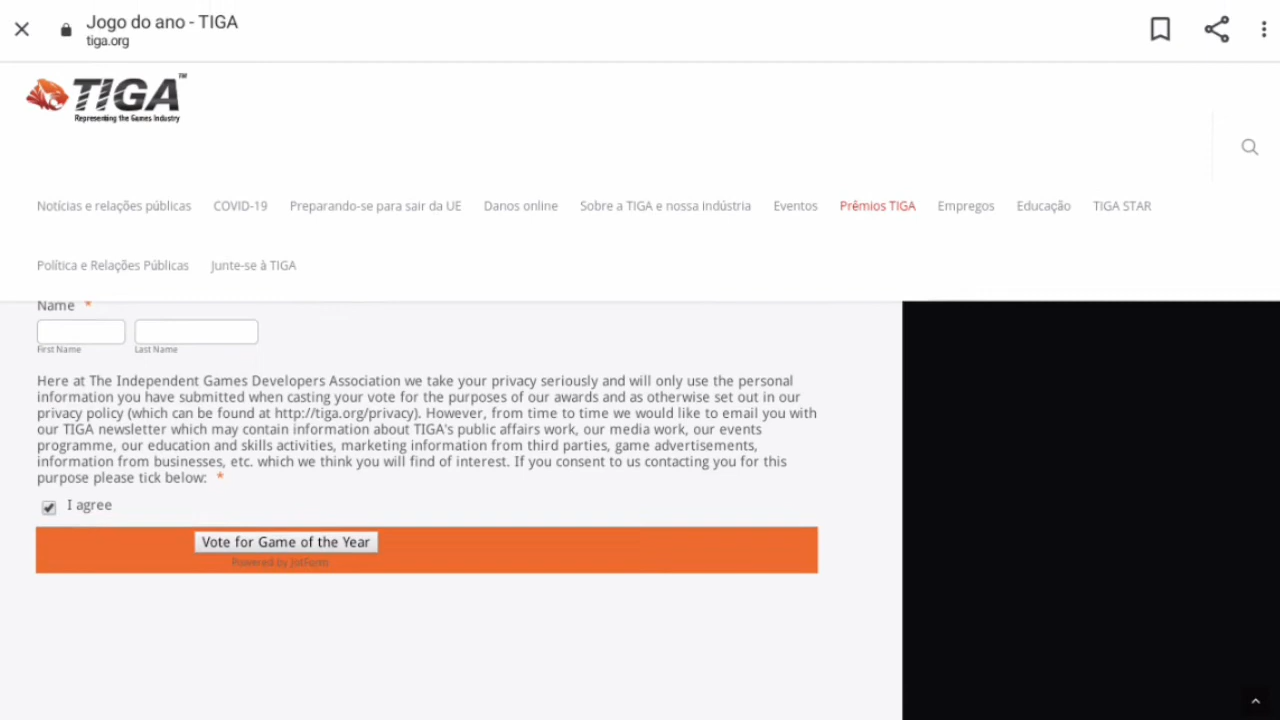 Jogo do ano - TIGA
tiga.org
TIGA™
Representing the Games Industry
Notícias e relações públicas COVID-19 Preparando-se para sair da UE Danos online Sobre a TIGA e nossa indústria Eventos Prêmios TIGA Empregos Educação TIGA STAR
Política e Relações Públicas Junte-se à TIGA
Name *
First Name Last Name
Here at The Independent Games Developers Association we take your privacy seriously and will only use the personal
information you have submitted when casting your vote for the purposes of our awards and as otherwise set out in our
privacy policy (which can be found at http://tiga.org/privacy). However, from time to time we would like to email you with
our TIGA newsletter which may contain information about TIGA's public affairs work, our media work, our events
programme, our education and skills activities, marketing information from third parties, game advertisements,
information from businesses, etc. which we think you will find of interest. If you consent to us contacting you for this
purpose please tick below: *
I agree
Vote for Game of the Year
Powered by JotForm